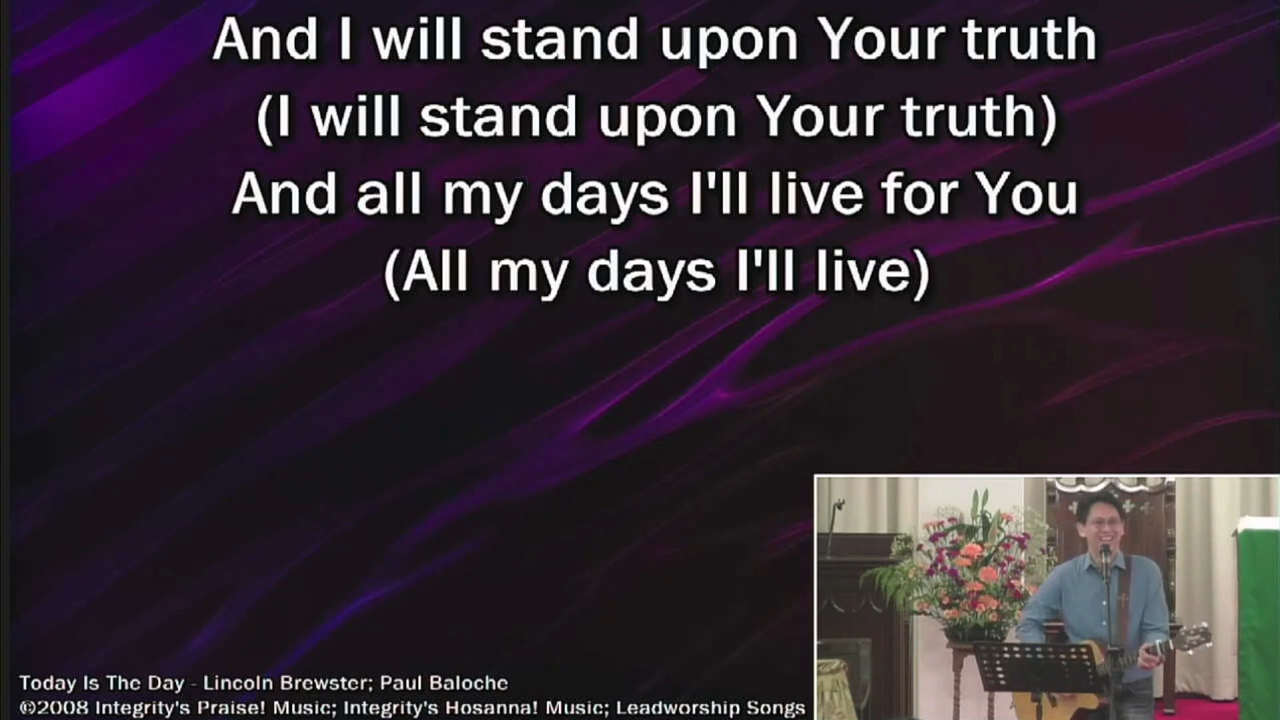 And I will stand upon Your truth
(I will stand upon Your truth)
And all my days I'll live for You
(All my days I'll live)
Today Is The Day - Lincoln Brewster; Paul Baloche
©2008 Integrity's Praise! Music; Integrity's Hosanna! Music; Leadworship Songs